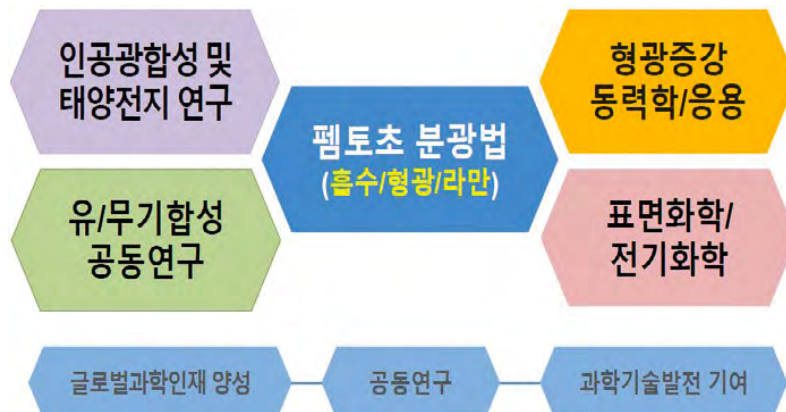 인공광합성 및
태양전지 연구
형광증강
동력학/응용
펨토초 분광법
(흡수/형광/라만)
유/무기합성
공동연구
표면화학/
전기화학
글로벌과학인재 양성
공동연구
과학기술발전 기여